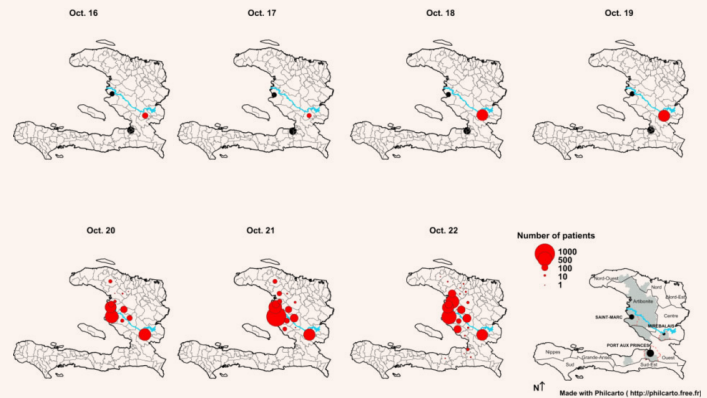 Oct. 16
Oct. 17
Oct. 18
Oct. 19
Oct. 20
Oct. 21
Oct. 22
Number of patients
1000
500
100
10
1
Nord-Ouest
Nord
Nord-Est
Artibonite
SAINT-MARC
Centre
MIREBALAIS
PORT AUX PRINCES
Nippes
Grande-Anse
Ouest
Sud
Sud-Est
N↑
Made with Philcarto ( http://philcarto.free.fr)